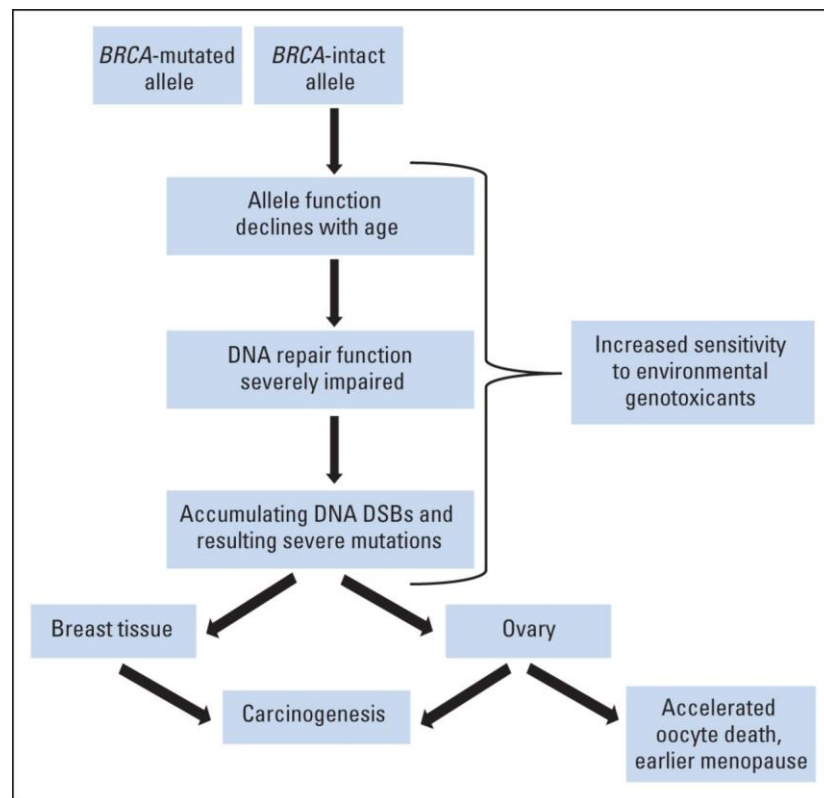 BRCA-mutated
allele
BRCA-intact
allele
Allele function
declines with age
DNA repair function
severely impaired
Increased sensitivity
to environmental
genotoxicants
Accumulating DNA DSBs and
resulting severe mutations
Breast tissue
Ovary
Carcinogenesis
Accelerated
oocyte death,
earlier menopause